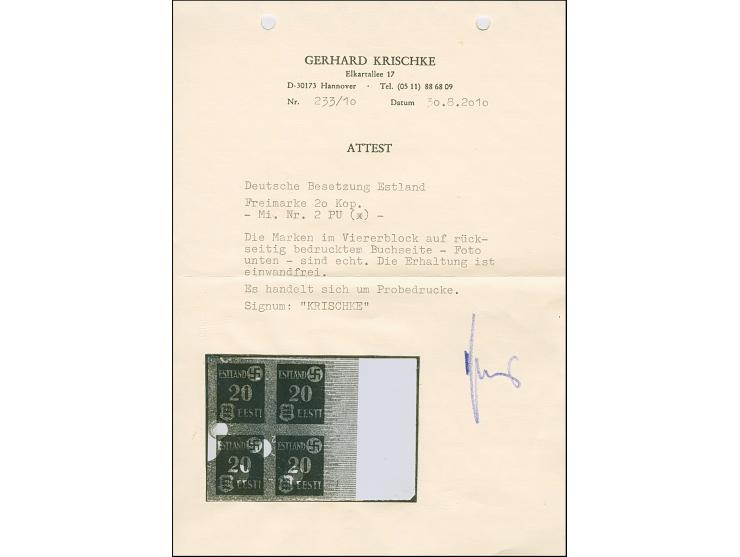 GERHARD KRISCHKE
Elkartallee 17
D-30173 Hannover · Tel. (05 11) 88 68 09
Nr. 233/10 Datum 30.8.2010
ATTEST
Deutsche Besetzung Estland
Freimarke 20 Kop.
- Mi. Nr. 2 PU (*) -
Die Marken im Viererblock auf rück-
seitig bedrucktem Buchseite - Foto
unten - sind echt. Die Erhaltung ist
einwandfrei.
Es handelt sich um Probedrucke.
Signum: "KRISCHKE"
ESTLAND ESTLAND
20 20
EESTI EESTI
ESTLAND ESTLAND
20 20
EESTI EESTI